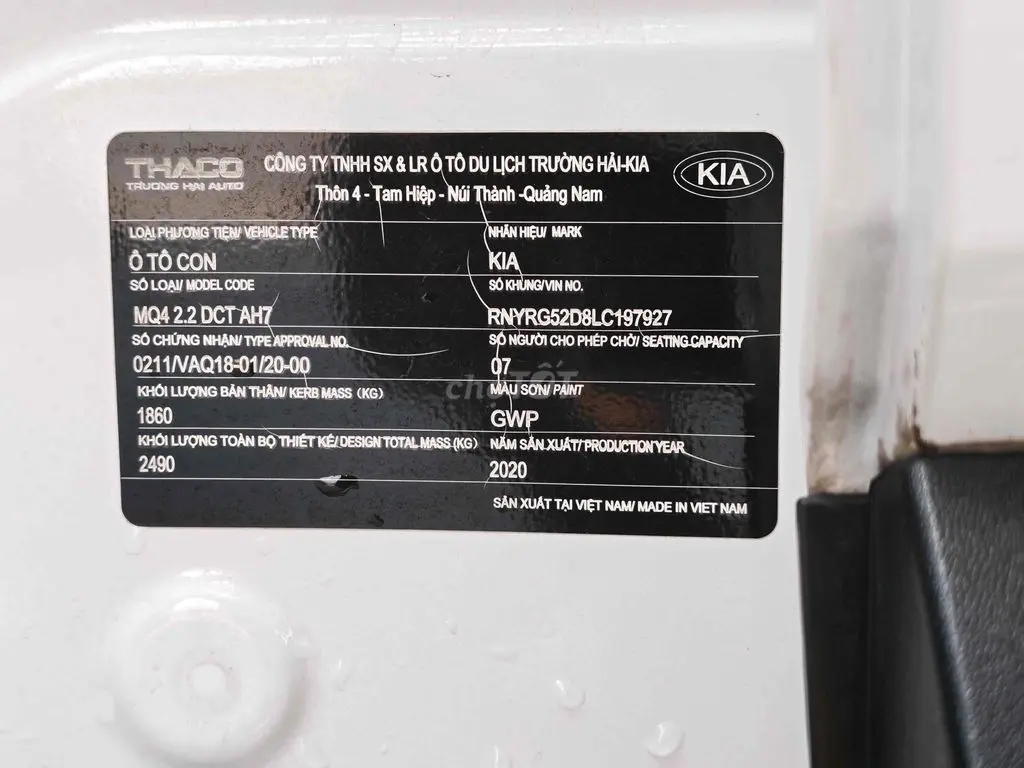 THACO
TRUONG HAI AUTO
CÔNG TY TNHH SX & LR Ô TÔ DU LỊCH TRƯỜNG HẢI-KIA
Thôn 4 - Tam Hiệp - Núi Thành -Quảng Nam
KIA
LOẠI PHƯƠNG TIỆN/ VEHICLE TYPE
NHÃN HIỆU/ MARK
Ô TÔ CON
KIA
SỐ LOẠI/ MODEL CODE
SỐ KHUNG/VIN NO.
MQ4 2.2 DCT AH7
RNYRG52D8LC197927
SỐ CHỨNG NHẬN/ TYPE APPROVAL NO.
SỐ NGƯỜI CHO PHÉP CHỞ/ SEATING CAPACITY
0211/VAQ18-01/20-00
07
chợTỐT
KHỐI LƯỢNG BẢN THÂN/ KERB MASS (KG)
MÀU SƠN/ PAINT
1860
GWP
KHỐI LƯỢNG TOÀN BỘ THIẾT KẾ/ DESIGN TOTAL MASS (KG)
NĂM SẢN XUẤT/ PRODUCTION YEAR
2490
2020
SẢN XUẤT TẠI VIỆT NAM/ MADE IN VIET NAM